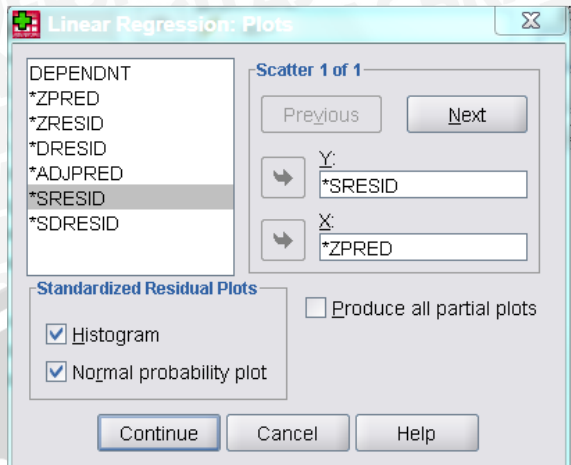 Linear Regression: Plots
DEPENDNT
*ZPRED
*ZRESID
*DRESID
*ADJPRED
*SRESID
*SDRESID
Scatter 1 of 1
Previous
Next
Y:
*SRESID
X:
*ZPRED
Standardized Residual Plots
Histogram
Normal probability plot
Produce all partial plots
Continue
Cancel
Help